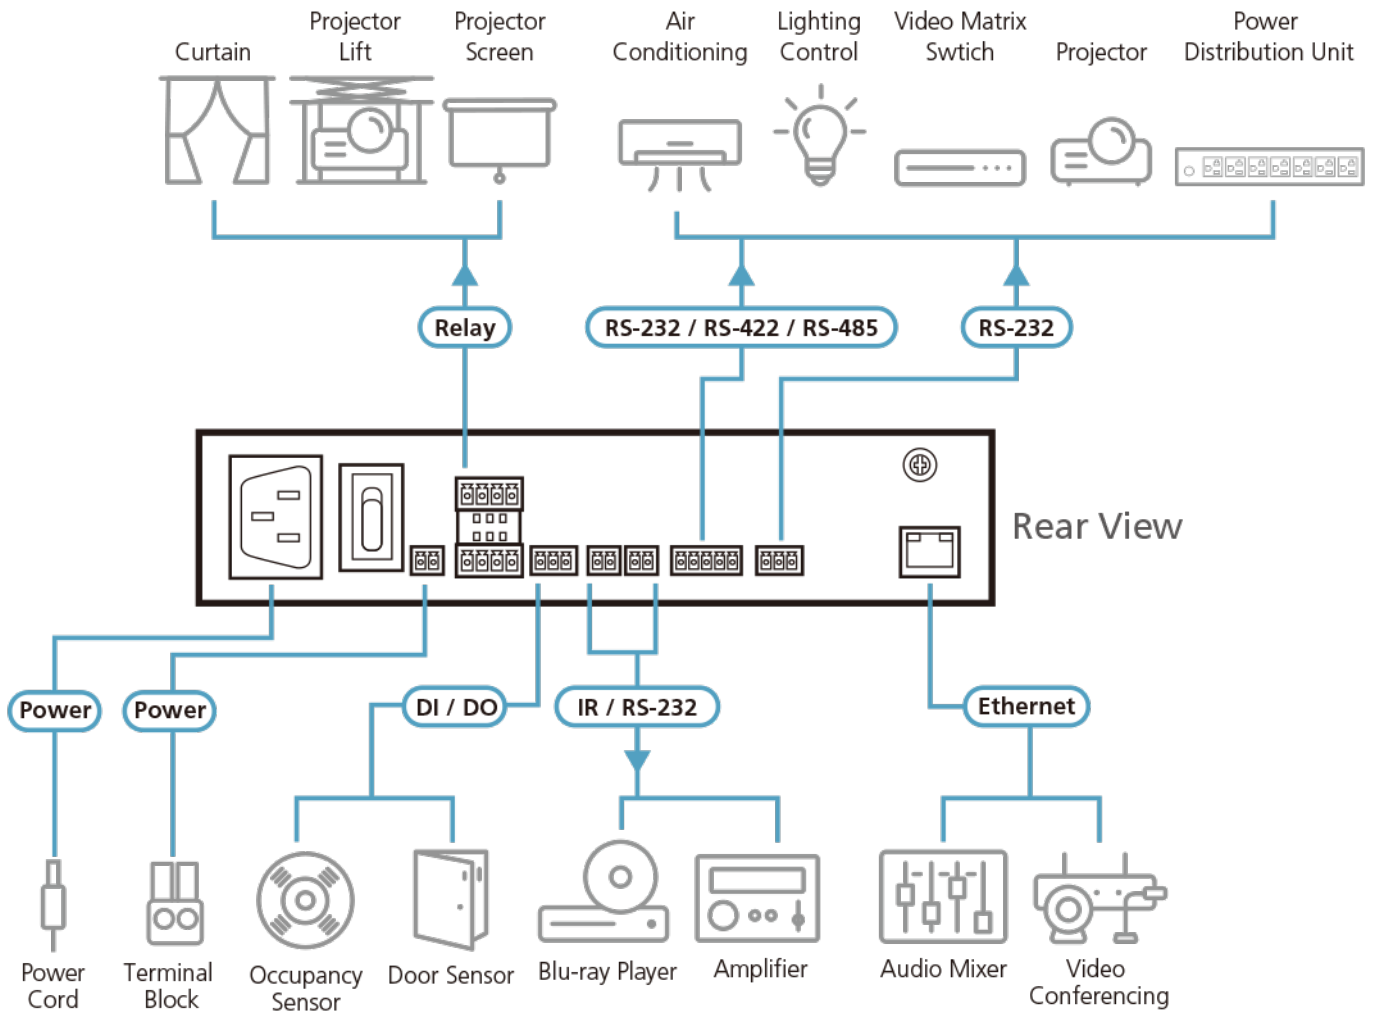 Curtain
Projector
Lift
Projector
Screen
Air
Conditioning
Lighting
Control
Video Matrix
Swtich
Projector
Power
Distribution Unit
Relay
RS-232 / RS-422 / RS-485
RS-232
Rear View
Power
Power
DI / DO
IR / RS-232
Ethernet
Power
Cord
Terminal
Block
Occupancy
Sensor
Door Sensor
Blu-ray Player
Amplifier
Audio Mixer
Video
Conferencing